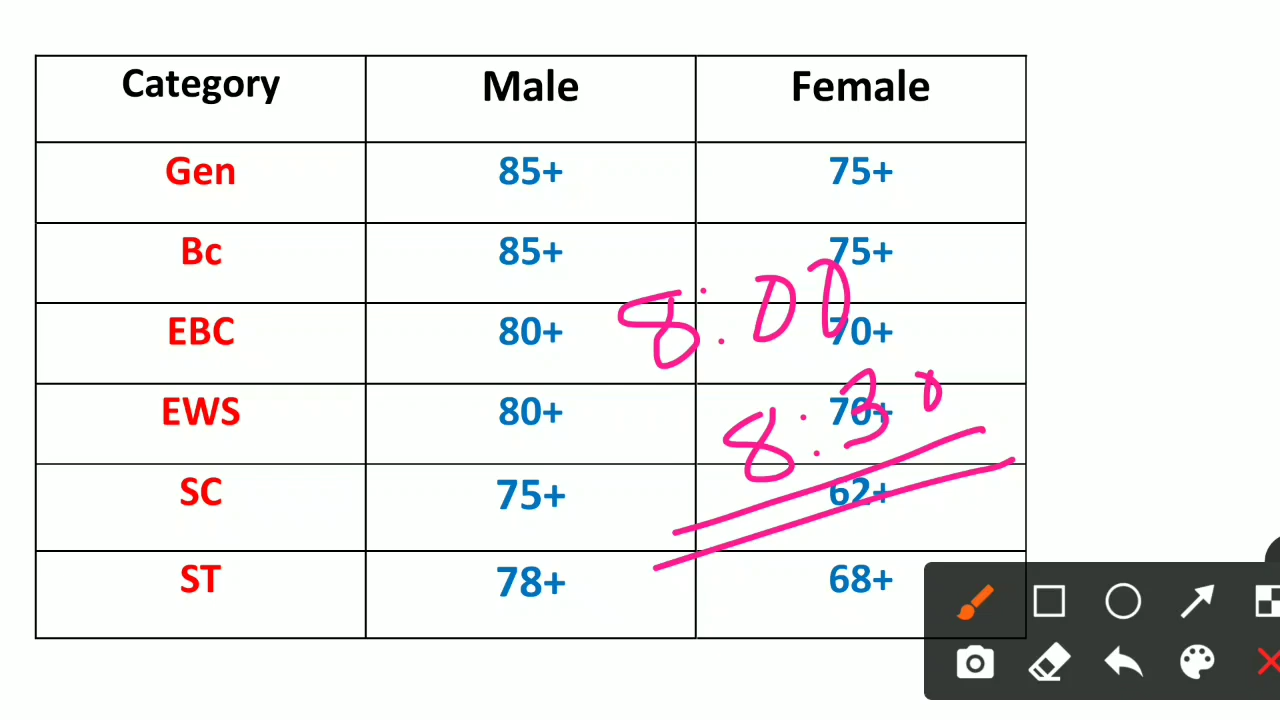 Category Male Female
Gen 85+ 75+
Bc 85+ 75+
8:00
EBC 80+ 70+
8:30
EWS 80+ 70+
SC 75+ 62+
ST 78+ 68+